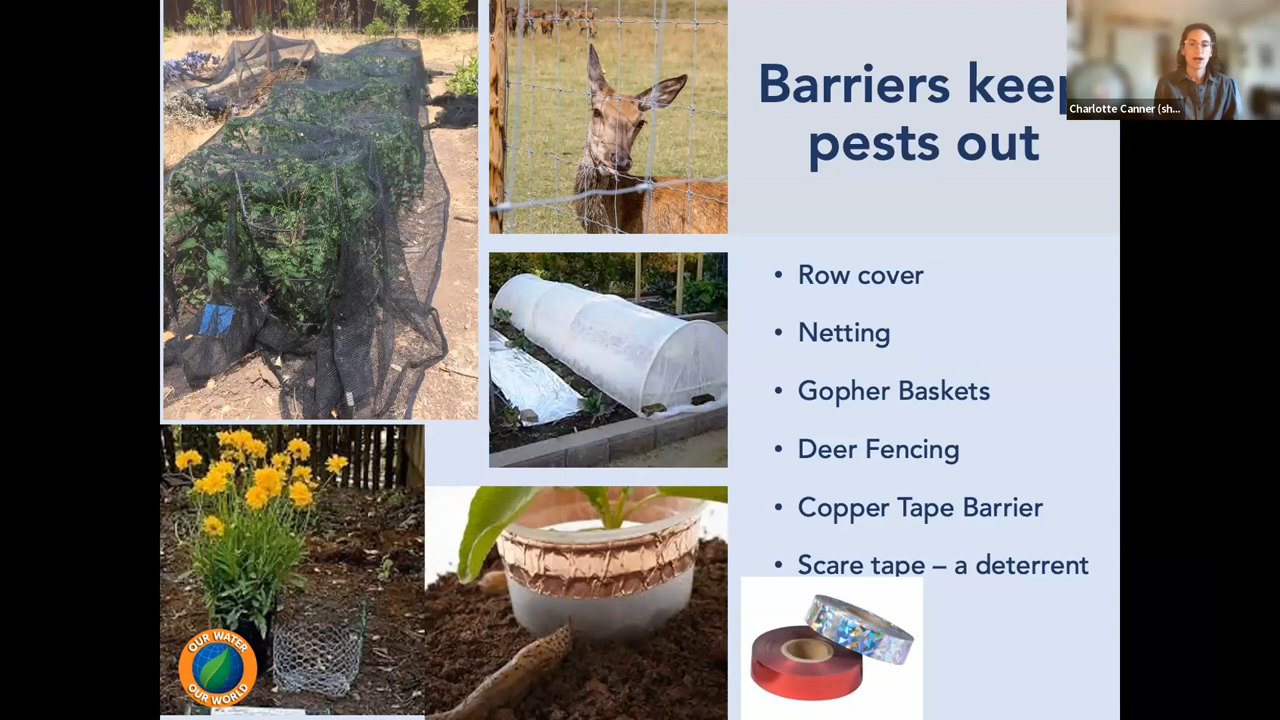 Barriers keep
pests out
Charlotte Canner (sh...
• Row cover
• Netting
• Gopher Baskets
• Deer Fencing
• Copper Tape Barrier
• Scare tape – a deterrent
OUR WATER
OUR WORLD